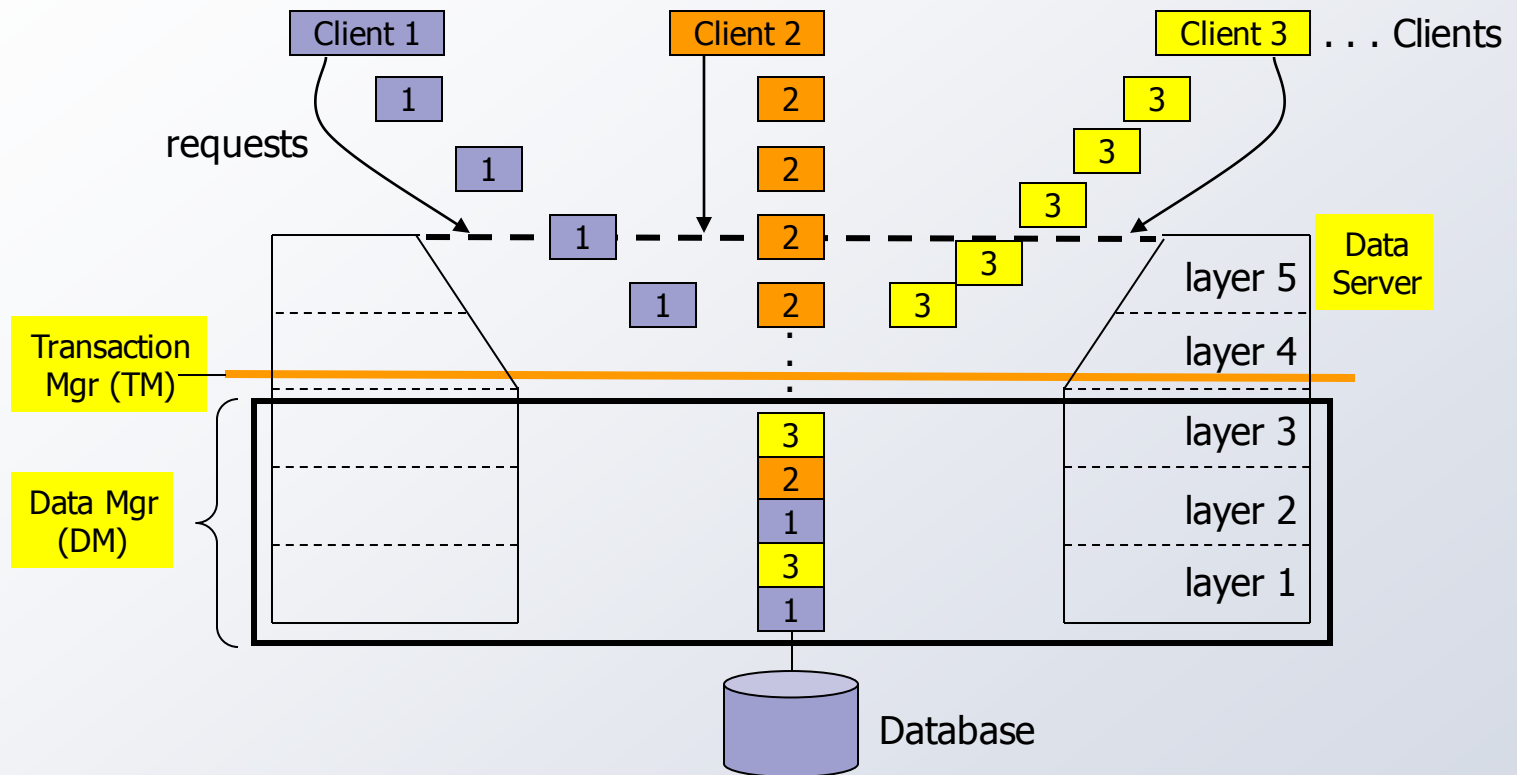 Client 1
Client 2
Client 3
. . . Clients
1
2
3
requests
1
2
3
3
1
2
3
3
1
2
Data
Server
layer 5
Transaction
Mgr (TM)
layer 4
.
.
.
Data Mgr
(DM)
3
2
1
3
1
layer 3
layer 2
layer 1
Database